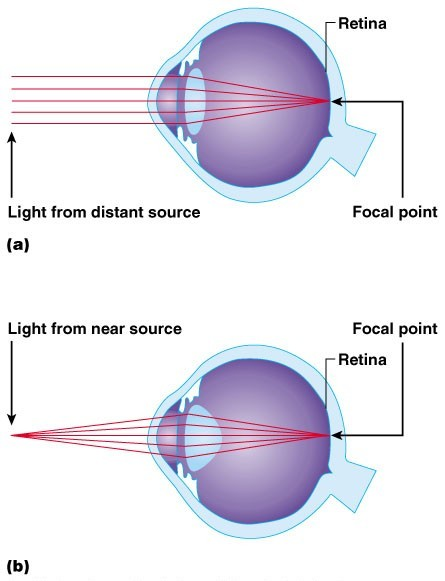 Retina
Light from distant source
Focal point
(a)
Light from near source
Focal point
Retina
(b)